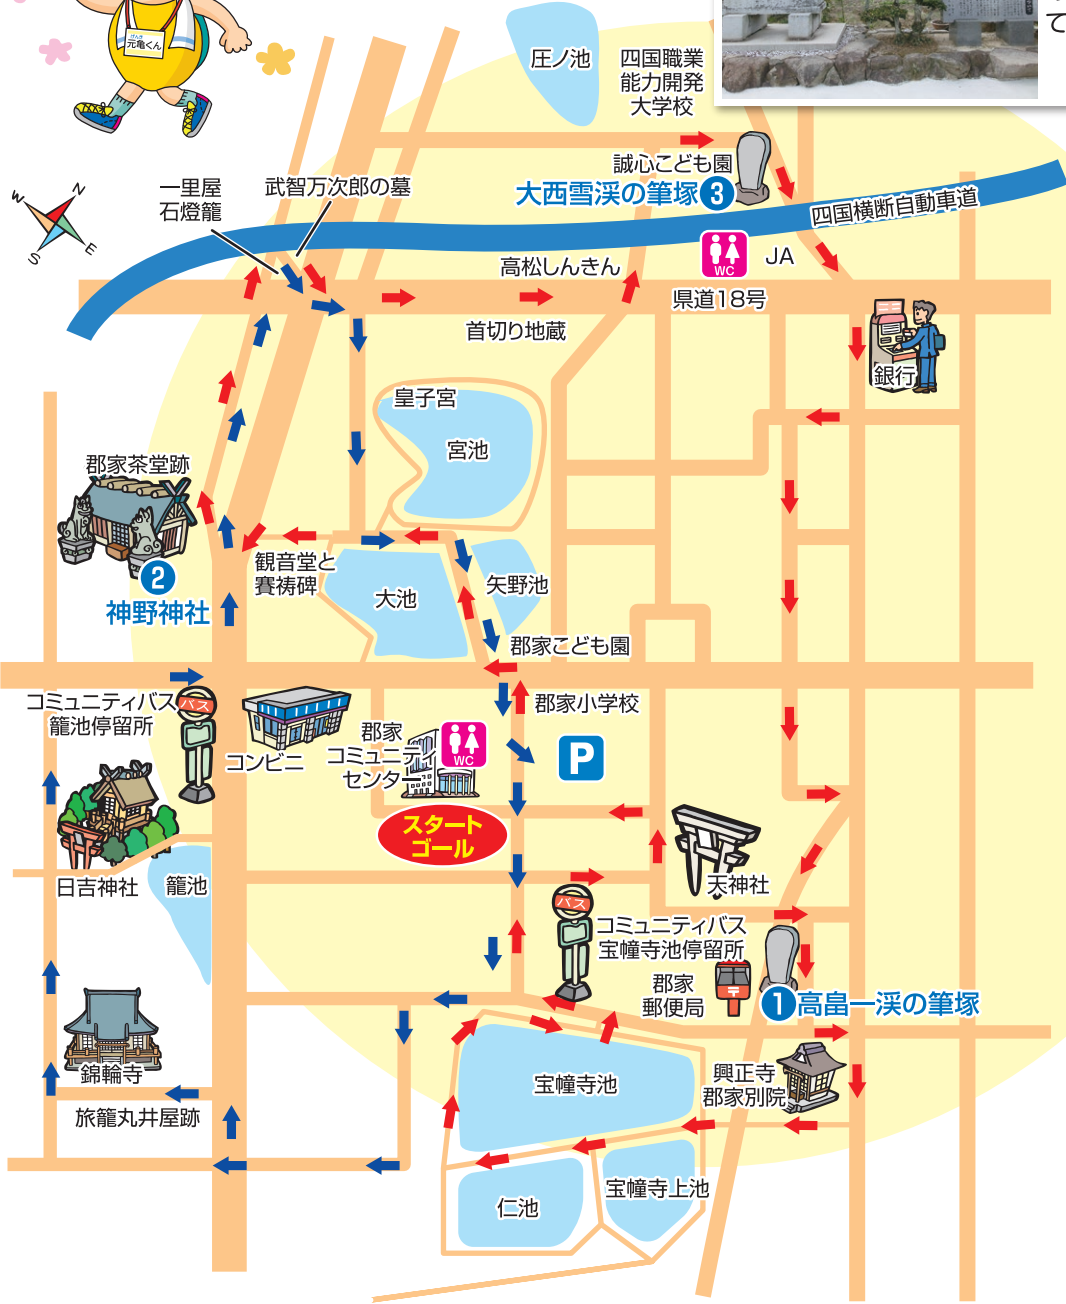 げんき
元亀くん
て
圧ノ池
四国職業
能力開発
大学校
誠心こども園
大西雪渓の筆塚 3
N
W
E
S
一里屋
石燈籠
武智万次郎の墓
四国横断自動車道
WC
JA
高松しんきん
県道18号
首切り地蔵
銀行
皇子宮
宮池
郡家茶堂跡
2
神野神社
観音堂と
賽祷碑
大池
矢野池
郡家こども園
コミュニティバス
籠池停留所
バス
コンビニ
郡家小学校
郡家
コミュニティ
センター
WC
P
スタート
ゴール
天神社
日吉神社
籠池
バス
コミュニティバス
宝幢寺池停留所
郡家
郵便局
1 高畠一渓の筆塚
錦輪寺
旅籠丸井屋跡
宝幢寺池
興正寺
郡家別院
仁池
宝幢寺上池